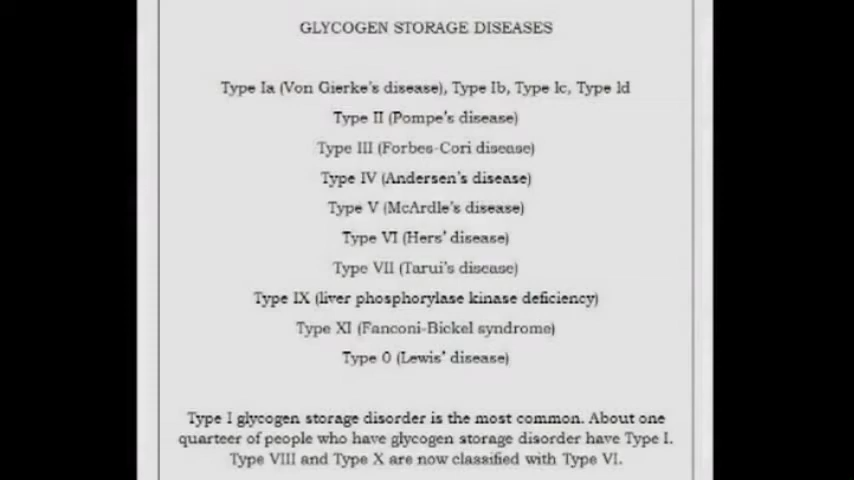 GLYCOGEN STORAGE DISEASES
Type Ia (Von Gierke's disease), Type Ib, Type Ic, Type Id
Type II (Pompe's disease)
Type III (Forbes-Cori disease)
Type IV (Andersen's disease)
Type V (McArdle's disease)
Type VI (Hers' disease)
Type VII (Tarui's disease)
Type IX (liver phosphorylase kinase deficiency)
Type XI (Fanconi-Bickel syndrome)
Type 0 (Lewis' disease)
Type I glycogen storage disorder is the most common. About one
quarteer of people who have glycogen storage disorder have Type I.
Type VIII and Type X are now classified with Type VI.